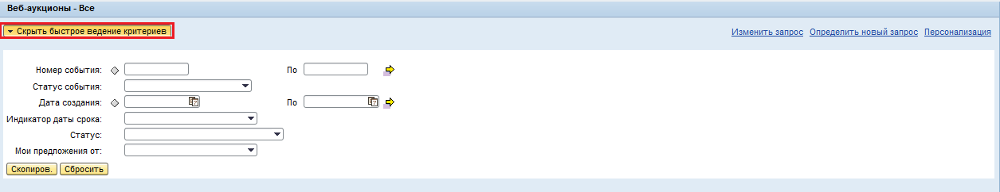 Веб-аукционы - Все
Скрыть быстрое ведение критериев Изменить запрос Определить новый запрос Персонализация
Номер события: По
Статус события:
Дата создания: По
Индикатор даты срока:
Статус:
Мои предложения от:
Скопиров. Сбросить